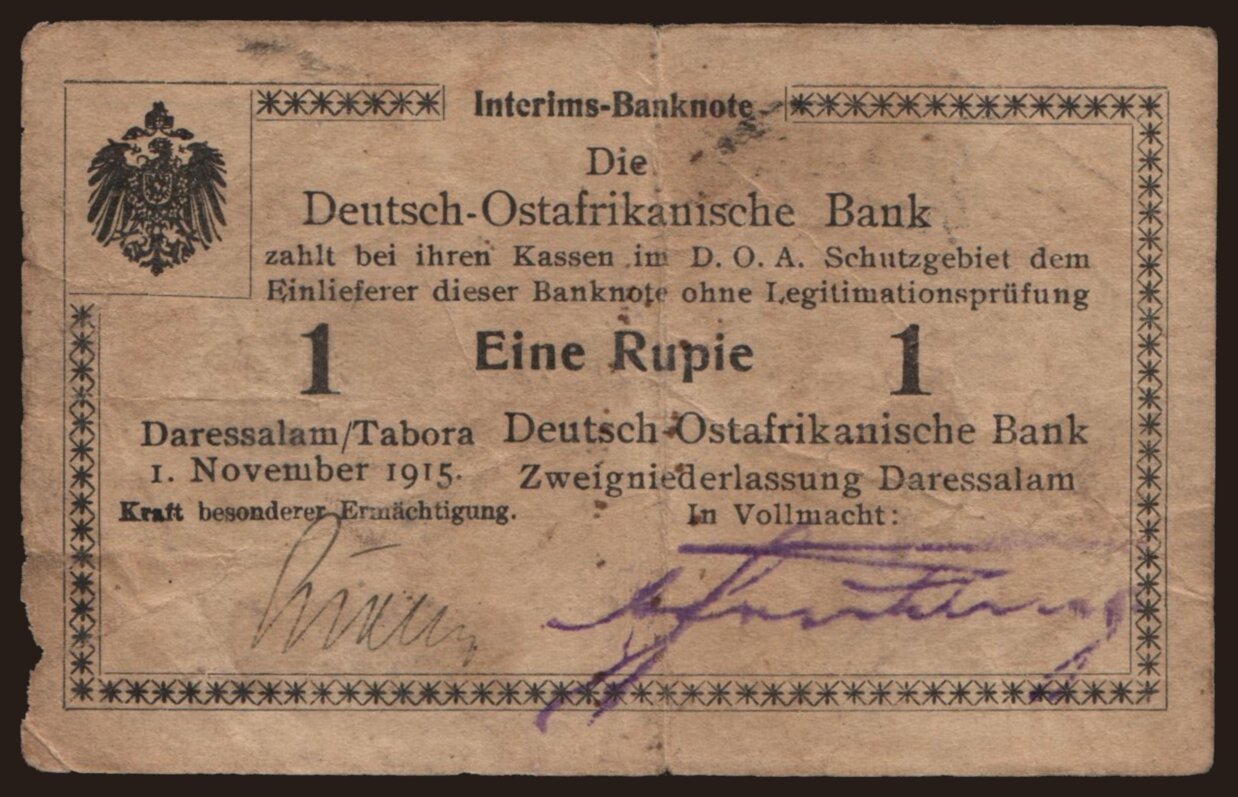 Interims-Banknote
Die
Deutsch-Ostafrikanische Bank
zahlt bei ihren Kassen im D. O. A. Schutzgebiet dem
Einlieferer dieser Banknote ohne Legitimationsprüfung
1 Eine Rupie 1
Daressalam/Tabora
1. November 1915.
Kraft besonderer Ermächtigung.
Deutsch-Ostafrikanische Bank
Zweigniederlassung Daressalam
In Vollmacht: